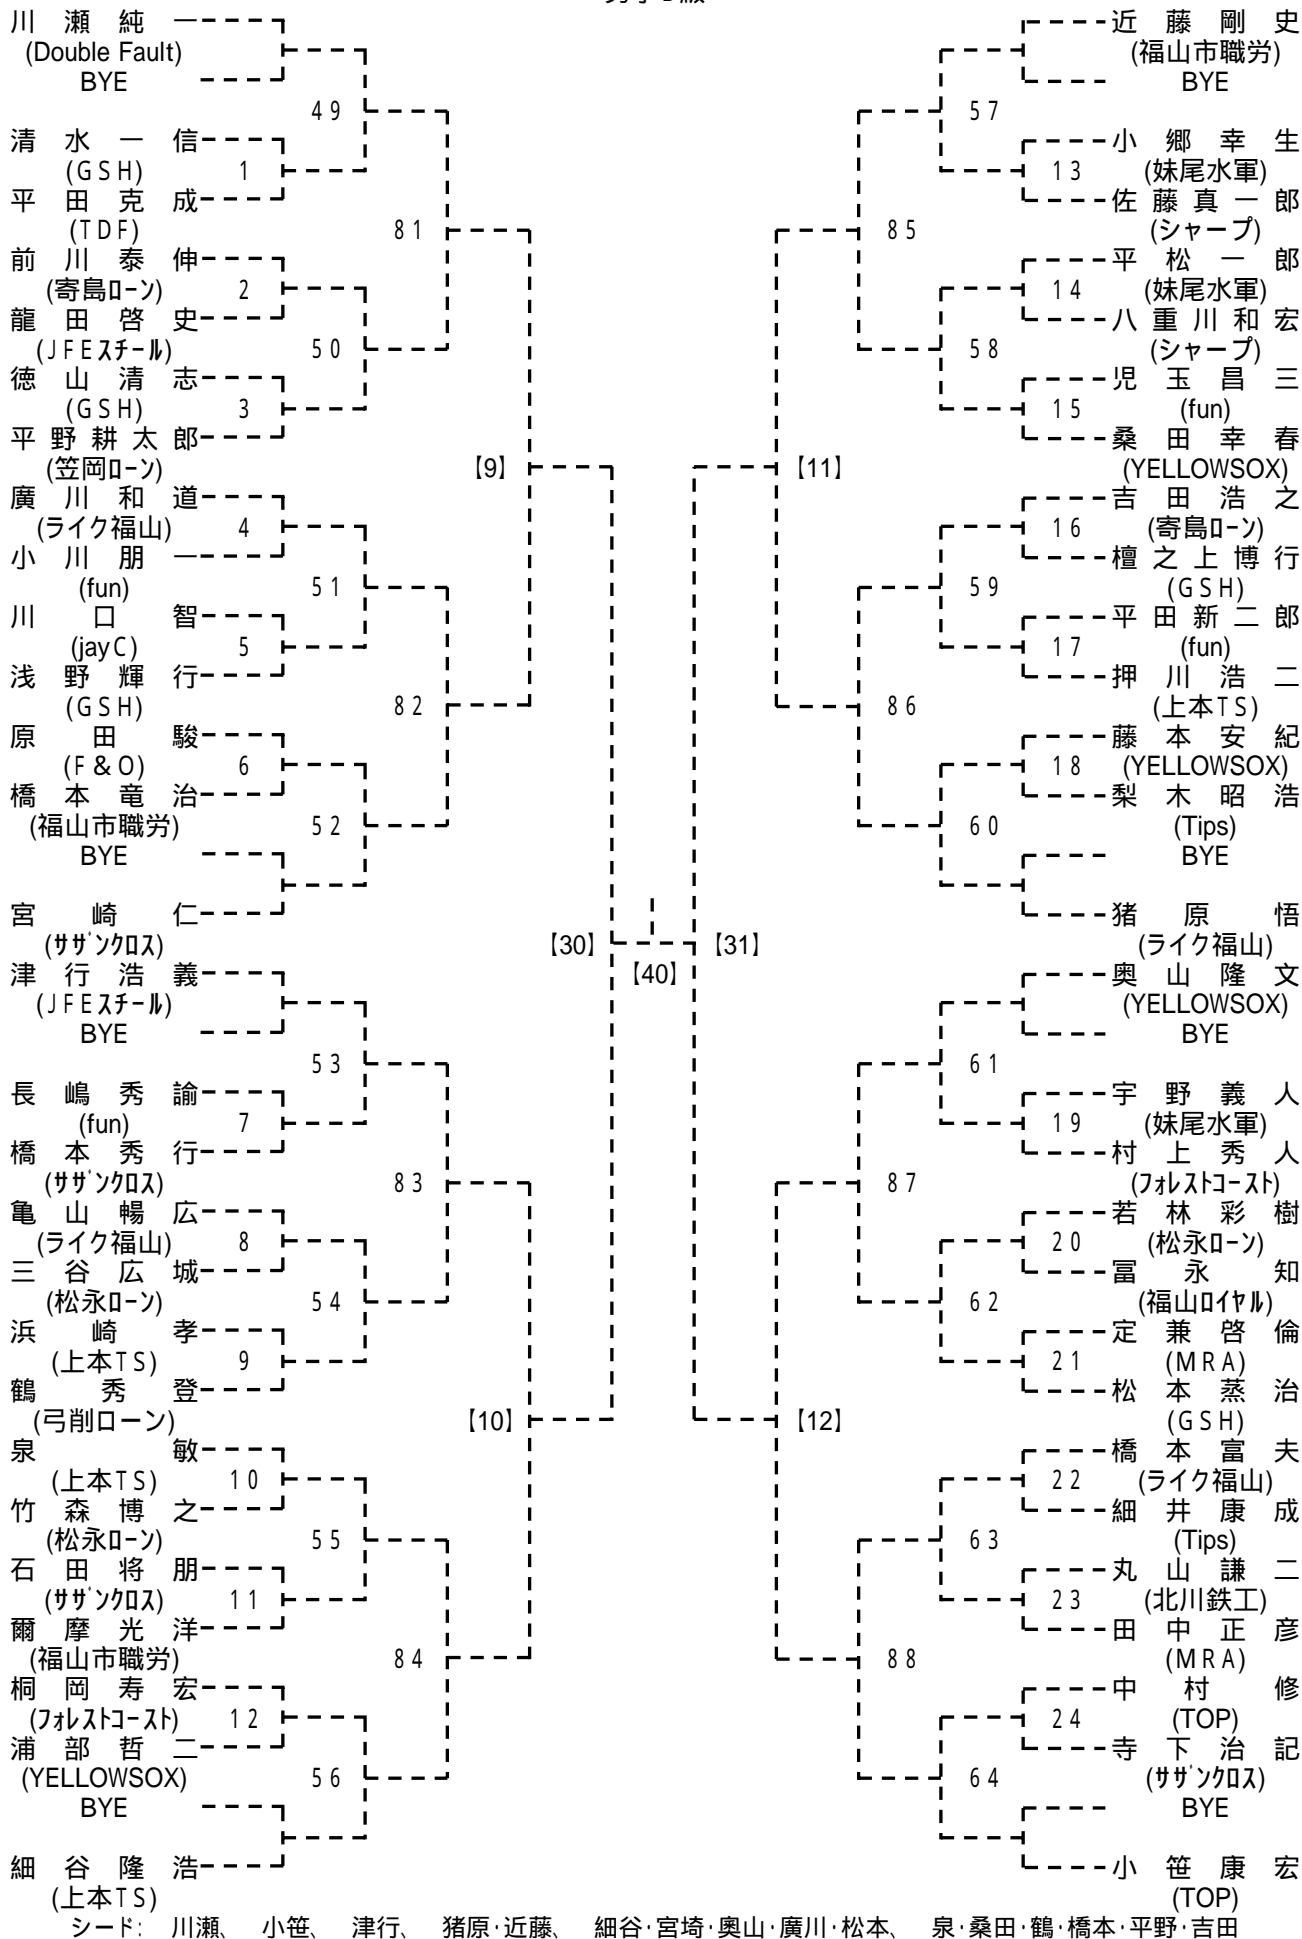 川瀬純一
(Double Fault)
BYE
49
清水一信
(GSH) 1
平田克成
(TDF)
81
前川泰伸
(寄島ローン) 2
龍田啓史
(JFEスチール) 50
徳山清志
(GSH) 3
平野耕太郎
(笠岡ローン)
【9】
廣川和道
(ライク福山) 4
小川朋一
(fun) 51
川口智
(jayC) 5
浅野輝行
(GSH)
82
原田駿
(F&O) 6
橋本竜治
(福山市職労) 52
BYE
宮崎仁
(サザンクロス)
【30】
津行浩義
(JFEスチール)
BYE
53
長嶋秀諭
(fun) 7
橋本秀行
(サザンクロス)
83
亀山暢広
(ライク福山) 8
三谷広城
(松永ローン) 54
浜崎孝
(上本TS) 9
鶴秀登
(弓削ローン)
【10】
泉敏
(上本TS) 10
竹森博之
(松永ローン) 55
石田将朋
(サザンクロス) 11
爾摩光洋
(福山市職労)
84
桐岡寿宏
(フォレストコースト) 12
浦部哲二
(YELLOWSOX) 56
BYE
細谷隆浩
(上本TS)
【40】
近藤剛史
(福山市職労)
BYE
57
小郷幸生
13 (妹尾水軍)
佐藤真一郎
(シャープ)
85
平松一郎
14 (妹尾水軍)
八重川和宏
58 (シャープ)
児玉昌三
15 (fun)
桑田幸春
(YELLOWSOX)
【11】
吉田浩之
16 (寄島ローン)
檀之上博行
59 (GSH)
平田新二郎
17 (fun)
押川浩二
(上本TS)
86
藤本安紀
18 (YELLOWSOX)
梨木昭浩
60 (Tips)
BYE
猪原悟
(ライク福山)
【31】
奥山隆文
(YELLOWSOX)
BYE
61
宇野義人
19 (妹尾水軍)
村上秀人
(フォレストコースト)
87
若林彩樹
20 (松永ローン)
冨永知
62 (福山ロイヤル)
定兼啓倫
21 (MRA)
松本蒸治
(GSH)
【12】
橋本富夫
22 (ライク福山)
細井康成
63 (Tips)
丸山謙二
23 (北川鉄工)
田中正彦
(MRA)
88
中村修
24 (TOP)
寺下治記
64 (サザンクロス)
BYE
小笹康宏
(TOP)
シード: 川瀬、 小笹、 津行、 猪原・近藤、 細谷・宮埼・奥山・廣川・松本、 泉・桑田・鶴・橋本・平野・吉田